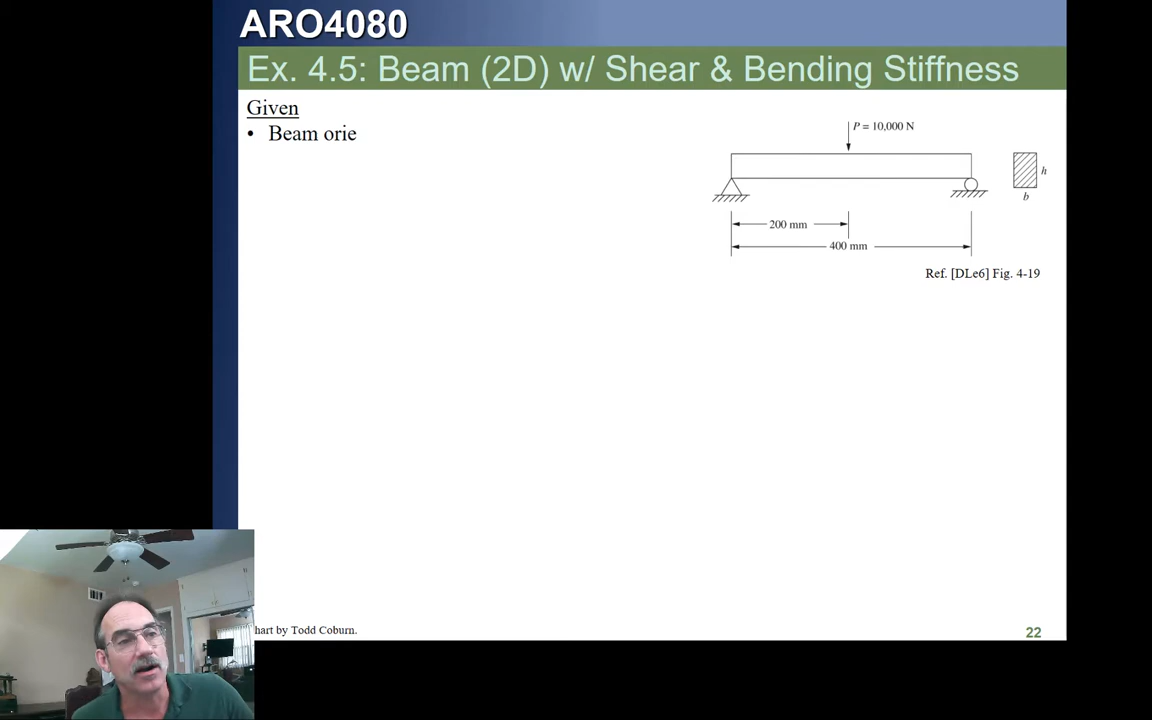 ARO4080
Ex. 4.5: Beam (2D) w/ Shear & Bending Stiffness
Given
• Beam orie
P = 10,000 N
h
b
200 mm
400 mm
Ref. [DLe6] Fig. 4-19
hart by Todd Coburn.
22